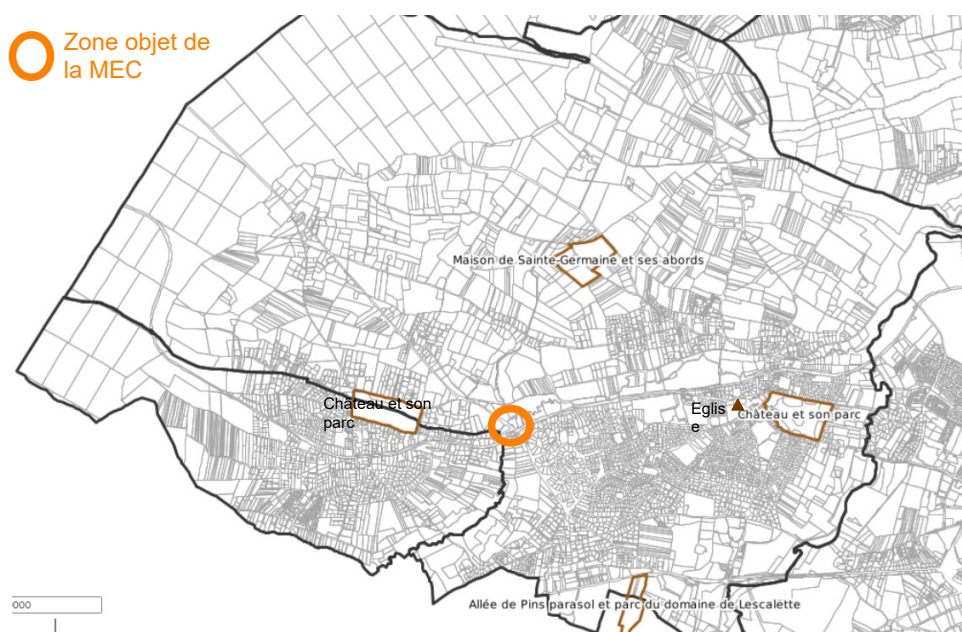 Zone objet de
la MEC
Maison de Sainte-Germaine et ses abords
Château et son
parc
Eglis
e
Château et son parc
Allée de Pins parasol et parc du domaine de Lescalette
000